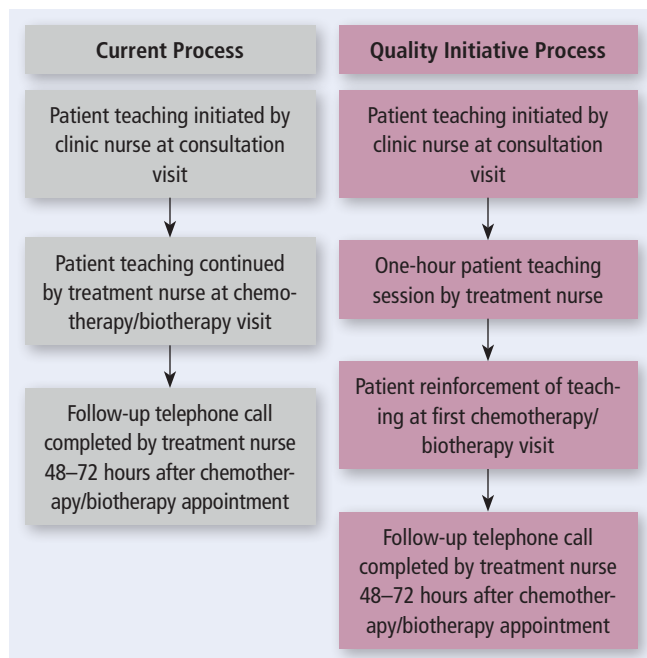 Current Process
Patient teaching initiated by
clinic nurse at consultation
visit
Patient teaching continued
by treatment nurse at chemo-
therapy/biotherapy visit
Follow-up telephone call
completed by treatment nurse
48–72 hours after chemother-
apy/biotherapy appointment
Quality Initiative Process
Patient teaching initiated by
clinic nurse at consultation
visit
One-hour patient teaching
session by treatment nurse
Patient reinforcement of teach-
ing at first chemotherapy/
biotherapy visit
Follow-up telephone call
completed by treatment nurse
48–72 hours after chemother-
apy/biotherapy appointment